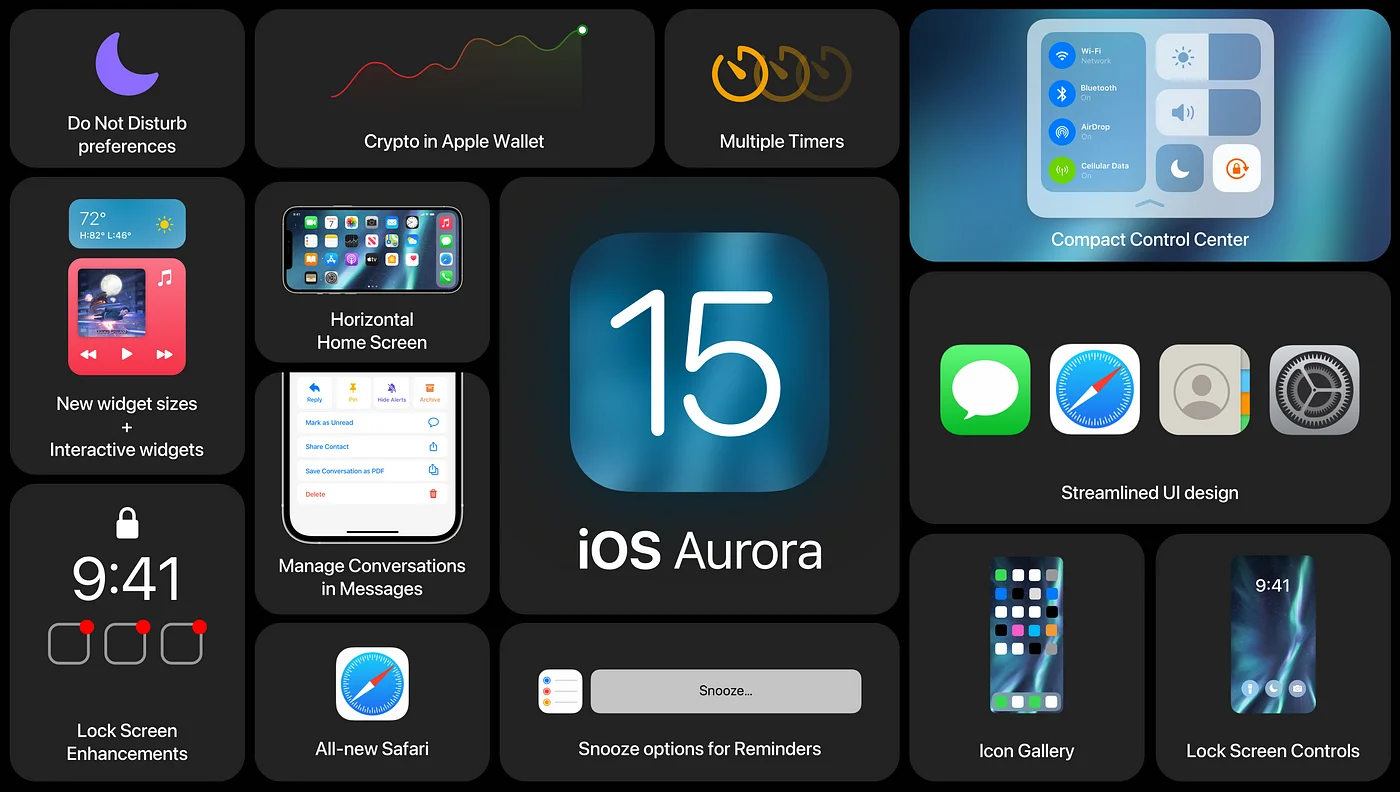 Do Not Disturb
preferences
Crypto in Apple Wallet
Multiple Timers
Wi-Fi
Network
Bluetooth
On
AirDrop
On
Cellular Data
On
Compact Control Center
72°
H:82° L:46°
New widget sizes
+
Interactive widgets
Horizontal
Home Screen
Reply
Pin
Hide Alerts
Archive
Mark as Unread
Share Contact
Save Conversation as PDF
Delete
Manage Conversations
in Messages
15
iOS Aurora
Streamlined UI design
9:41
Lock Screen
Enhancements
All-new Safari
Snooze...
Snooze options for Reminders
Icon Gallery
9:41
Lock Screen Controls